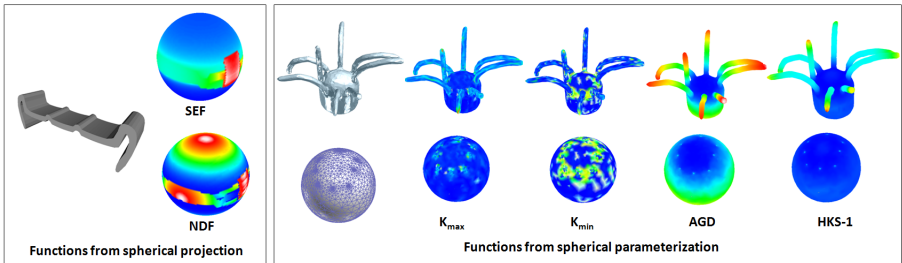 SEF
NDF
Functions from spherical projection
Kmax
Kmin
AGD
HKS-1
Functions from spherical parameterization